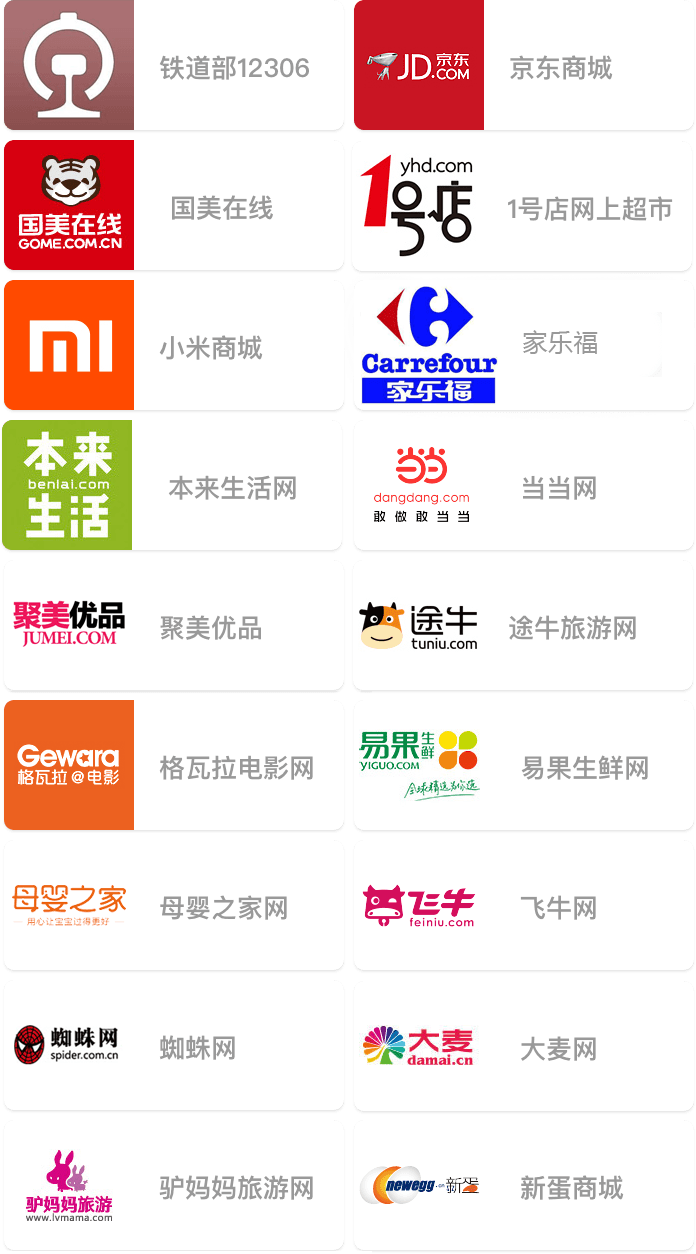 铁道部12306
JD.京东
.COM
京东商城
国美在线
GOME.COM.CN
国美在线
yhd.com
1号店
1号店网上超市
mi
小米商城
Carrefour
家乐福
家乐福
本来
benlai.com
生活
本来生活网
当当
dangdang.com
敢做敢当当
当当网
聚美优品
JUMEI.COM
聚美优品
途牛
tuniu.com
途牛旅游网
Gewara
格瓦拉@电影
格瓦拉电影网
易果生鲜
YIGUO.COM
全球精选为你选
易果生鲜网
母婴之家
用心让宝宝过得更好
母婴之家网
飞牛
feiniu.com
飞牛网
蜘蛛网
spider.com.cn
蜘蛛网
大麦
damai.cn
大麦网
驴妈妈旅游
www.lvmama.com
驴妈妈旅游网
newegg.cn 新蛋
新蛋商城